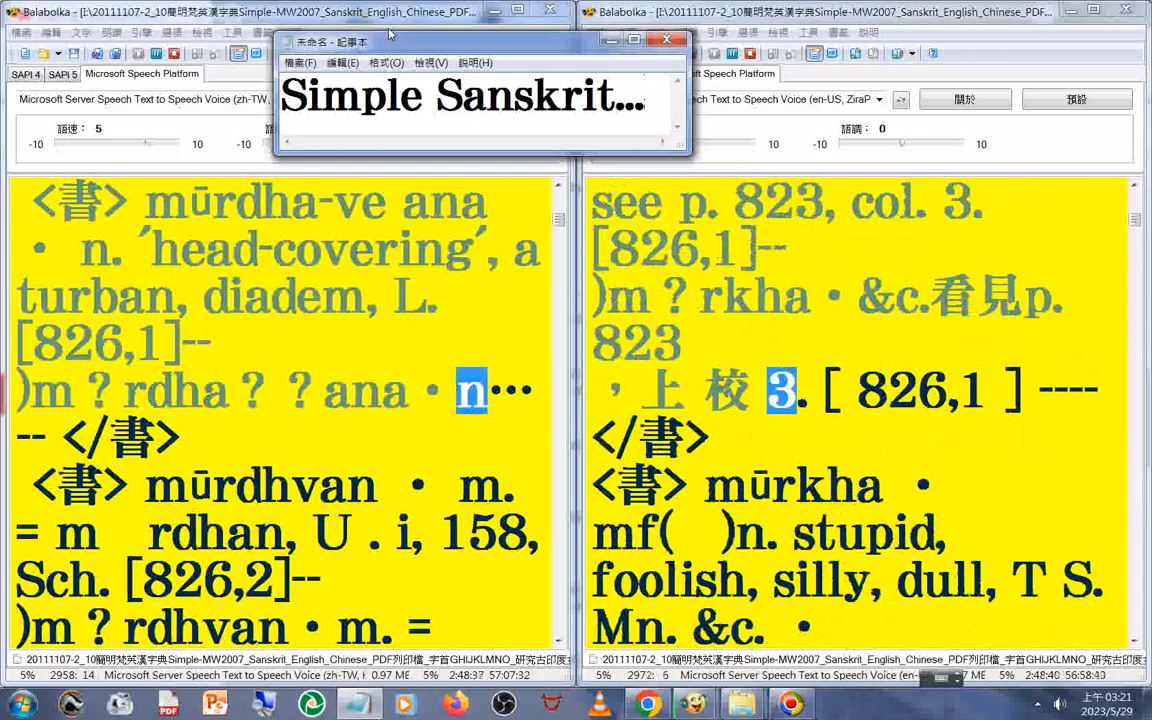 Balabolka - [I:\20111107-2_10簡明梵英漢字典Simple-MW2007_Sanskrit_English_Chinese_PDF...
Balabolka - [I:\20111107-2_10簡明梵英漢字典Simple-MW2007_Sanskrit_English_Chinese_PDF...
未命名 - 記事本
檔案(F) 編輯(E) 格式(O) 檢視(V) 說明(H)
Simple Sanskrit...
SAPI 4 SAPI 5 Microsoft Speech Platform
Speech Platform
Microsoft Server Speech Text to Speech Voice (zh-TW,
ech Text to Speech Voice (en-US, ZiraP
關於
預設
語速： 5
-10 10 -10
語調： 0
10 -10 10
<書> mūrdha-ve ana
• n. 'head-covering', a
turban, diadem, L.
[826,1]--
)m？rdha？？ana•n…
-- </書>
<書> mūrdhvan • m.
= m rdhan, U . i, 158,
Sch. [826,2]--
)m？rdhvan•m. =
see p. 823, col. 3.
[826,1]--
)m？rkha•&c.看見p.
823
，上 校 3. [ 826,1 ] ----
</書>
<書> mūrkha •
mf( )n. stupid,
foolish, silly, dull, T S.
Mn. &c. •
20111107-2_10簡明梵英漢字典Simple-MW2007_Sanskrit_English_Chinese_PDF列印檔_字首GHIJKLMNO_研究古印度
20111107-2_10簡明梵英漢字典Simple-MW2007_Sanskrit_English_Chinese_PDF列印檔_字首GHIJKLMNO_研究古印度
5% 2958: 14 Microsoft Server Speech Text to Speech Voice (zh-TW, H 0.97 ME 5% 2:48:37 57:07:32
5% 2972: 6 Microsoft Server Speech Text to Speech Voice ME 5% 2:48:40 56:58:40
上午 03:21
2023/5/29